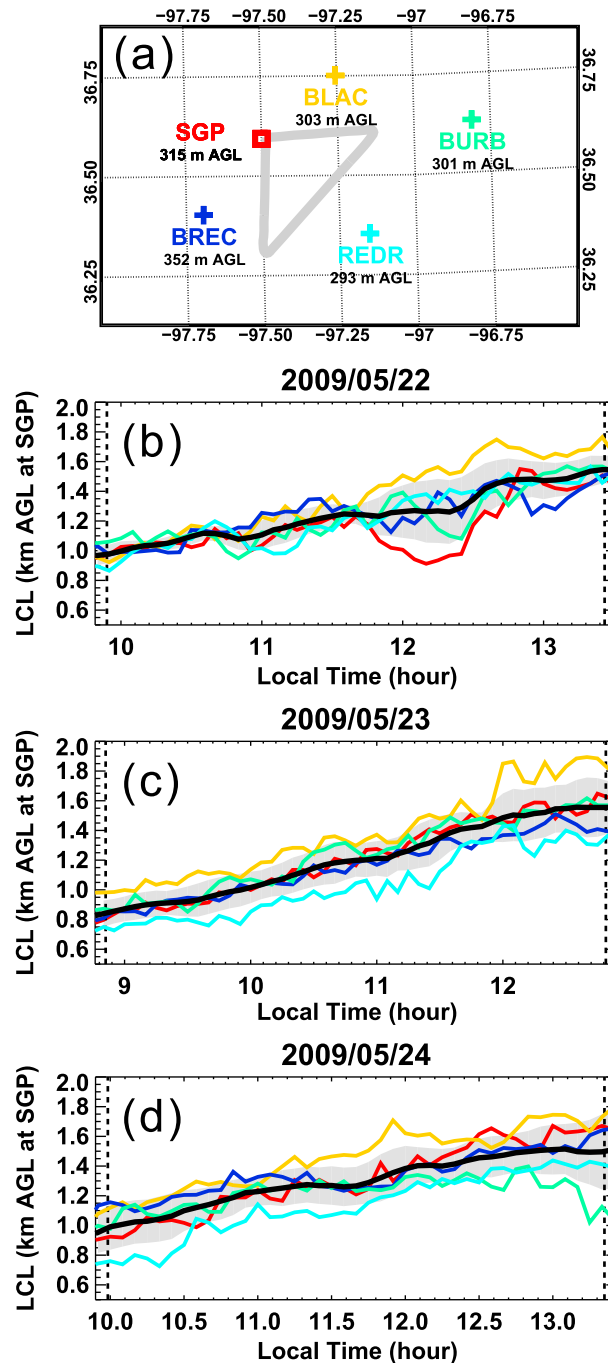 −97.75 −97.50 −97.25 −97 −96.75
(a)
36.75
36.50
36.25
36.75
36.50
36.25
BLAC
303 m AGL
SGP
315 m AGL
BURB
301 m AGL
BREC
352 m AGL
REDR
293 m AGL
−97.75 −97.50 −97.25 −97 −96.75
2009/05/22
(b)
LCL (km AGL at SGP)
2.0
1.8
1.6
1.4
1.2
1.0
0.8
0.6
10 11 12 13
Local Time (hour)
2009/05/23
(c)
LCL (km AGL at SGP)
2.0
1.8
1.6
1.4
1.2
1.0
0.8
0.6
9 10 11 12
Local Time (hour)
2009/05/24
(d)
LCL (km AGL at SGP)
2.0
1.8
1.6
1.4
1.2
1.0
0.8
0.6
10.0 10.5 11.0 11.5 12.0 12.5 13.0
Local Time (hour)